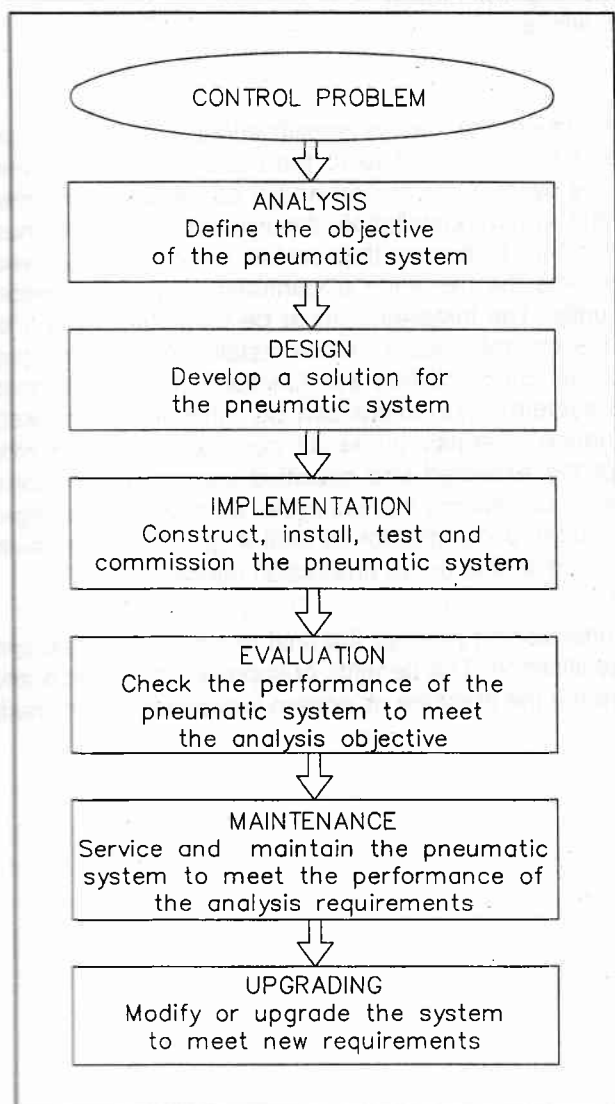 CONTROL PROBLEM
ANALYSIS
Define the objective
of the pneumatic system
DESIGN
Develop a solution for
the pneumatic system
IMPLEMENTATION
Construct, install, test and
commission the pneumatic system
EVALUATION
Check the performance of the
pneumatic system to meet
the analysis objective
MAINTENANCE
Service and maintain the pneumatic
system to meet the performance of
the analysis requirements
UPGRADING
Modify or upgrade the system
to meet new requirements